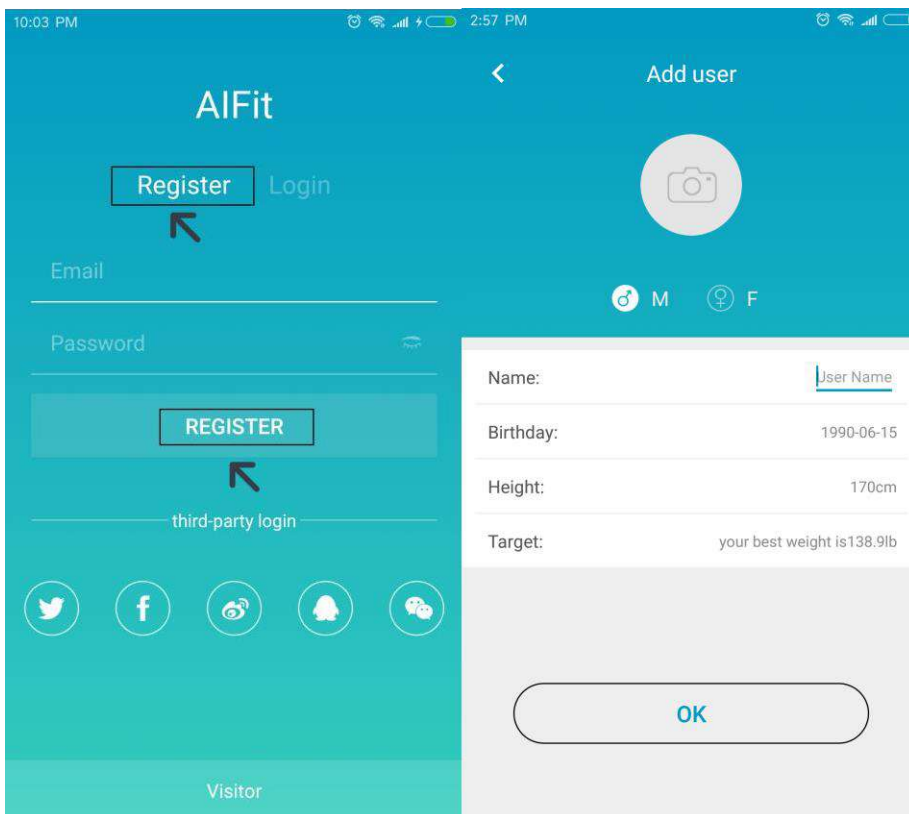 10:03 PM
AIFit
Register Login
Email
Password
REGISTER
third-party login
f
Visitor
2:57 PM
Add user
M F
Name: User Name
Birthday: 1990-06-15
Height: 170cm
Target: your best weight is138.9lb
OK